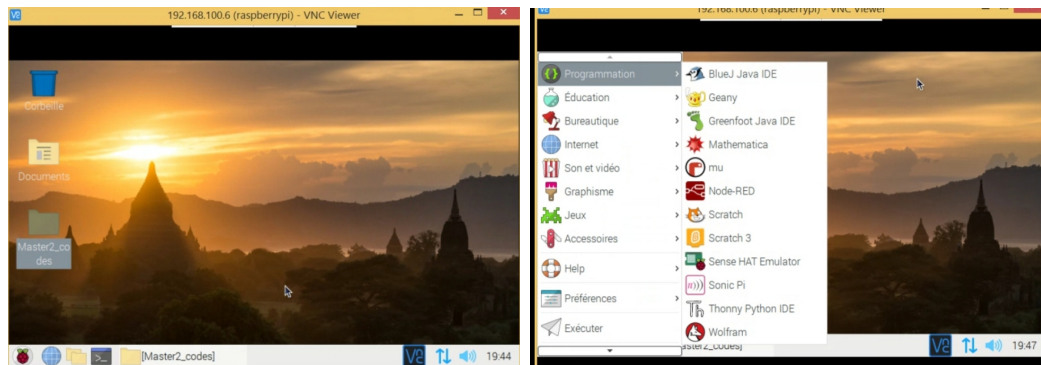 192.168.100.6 (raspberrypi) - VNC Viewer
Corbeille
Documents
Master2_co
des
[Master2_codes]
19:44
192.168.100.6 (raspberrypi) - VNC Viewer
Programmation
Éducation
Bureautique
Internet
Son et vidéo
Graphisme
Jeux
Accessoires
Help
Préférences
Exécuter
BlueJ Java IDE
Geany
Greenfoot Java IDE
Mathematica
mu
Node-RED
Scratch
Scratch 3
Sense HAT Emulator
Sonic Pi
Thonny Python IDE
Wolfram
aster2_codes]
19:47